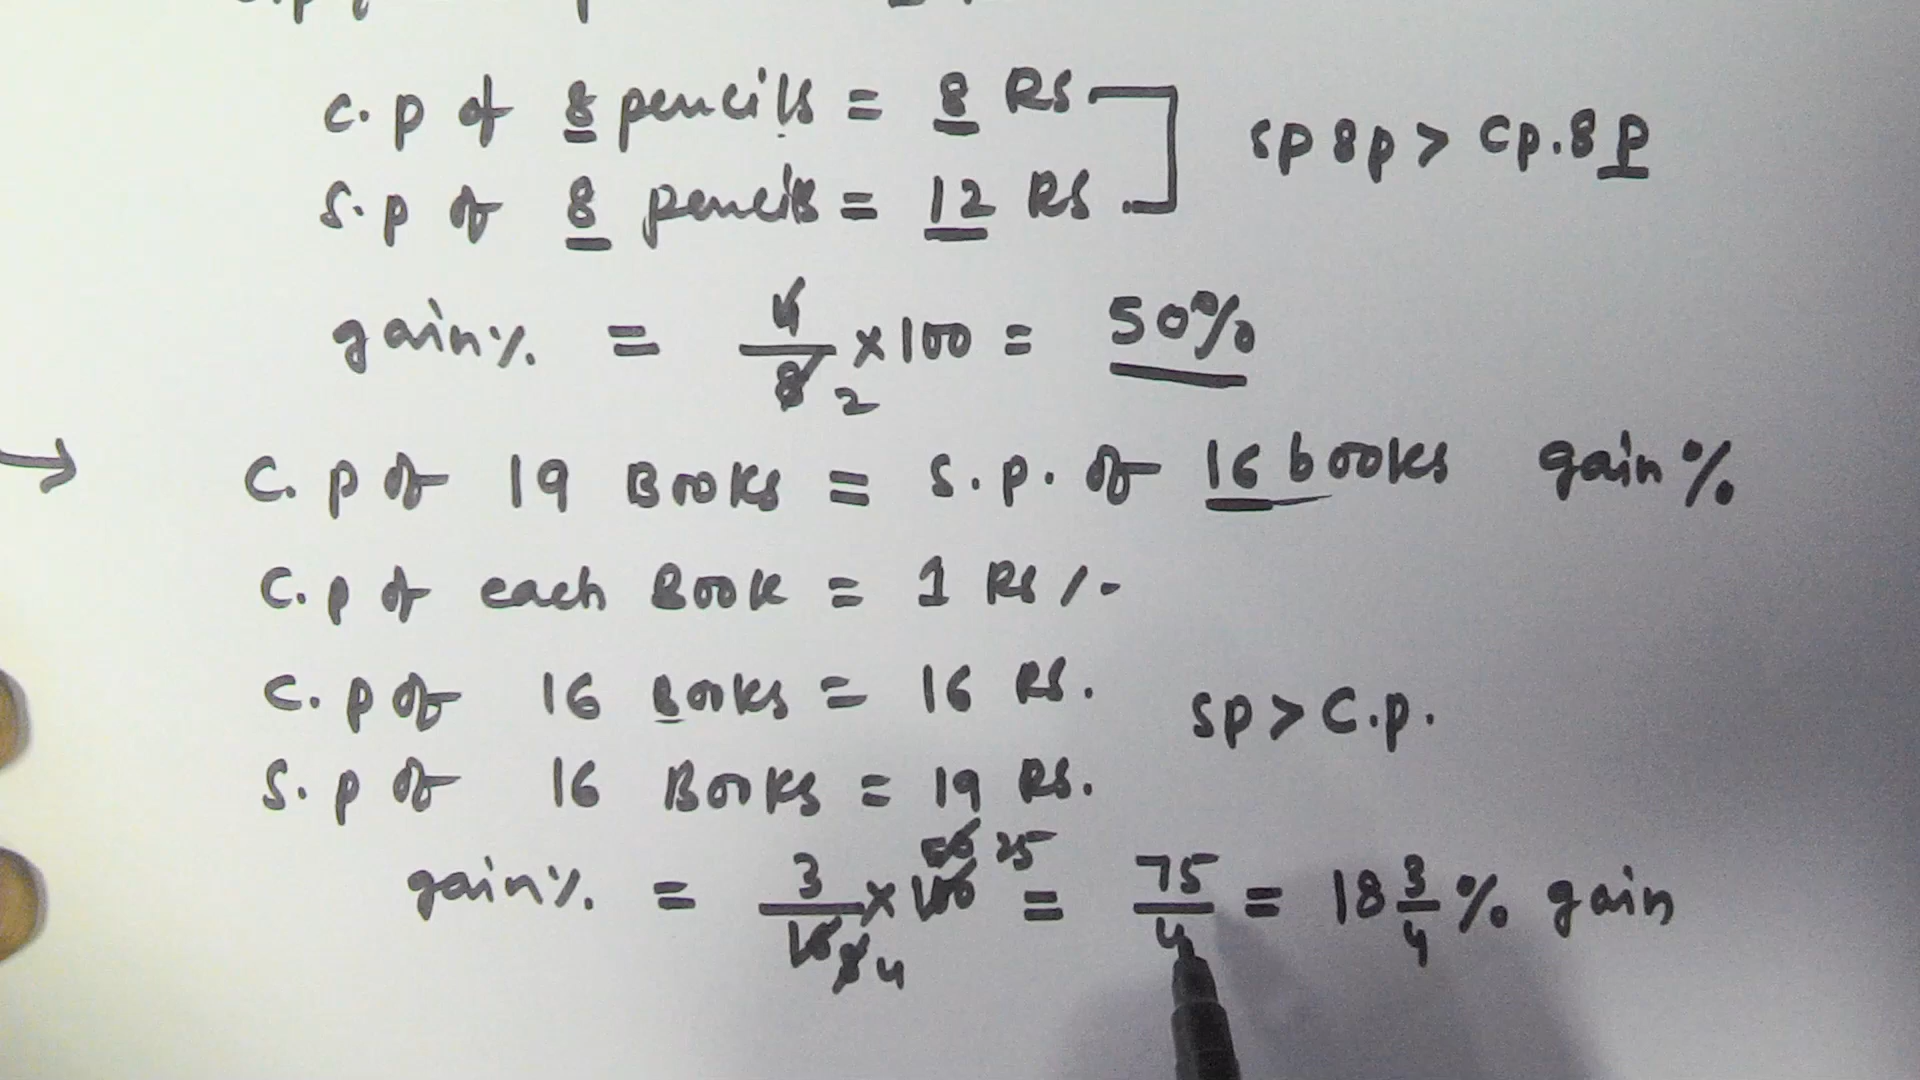 C.P of 8 pencils = 8 RS
S.P of 8 pencils = 12 RS
SP 8P > CP.8P
gain% = 4/8 2 × 100 = 50%
→ C.P of 19 Books = S.P. of 16 books gain%
C.P of each Book = 1 RS/-
C.P of 16 Books = 16 RS.
SP > C.P.
S.P of 16 Books = 19 RS.
gain% = 3/16 8 4 × 100 50 25 = 75/4 = 18 3/4 % gain